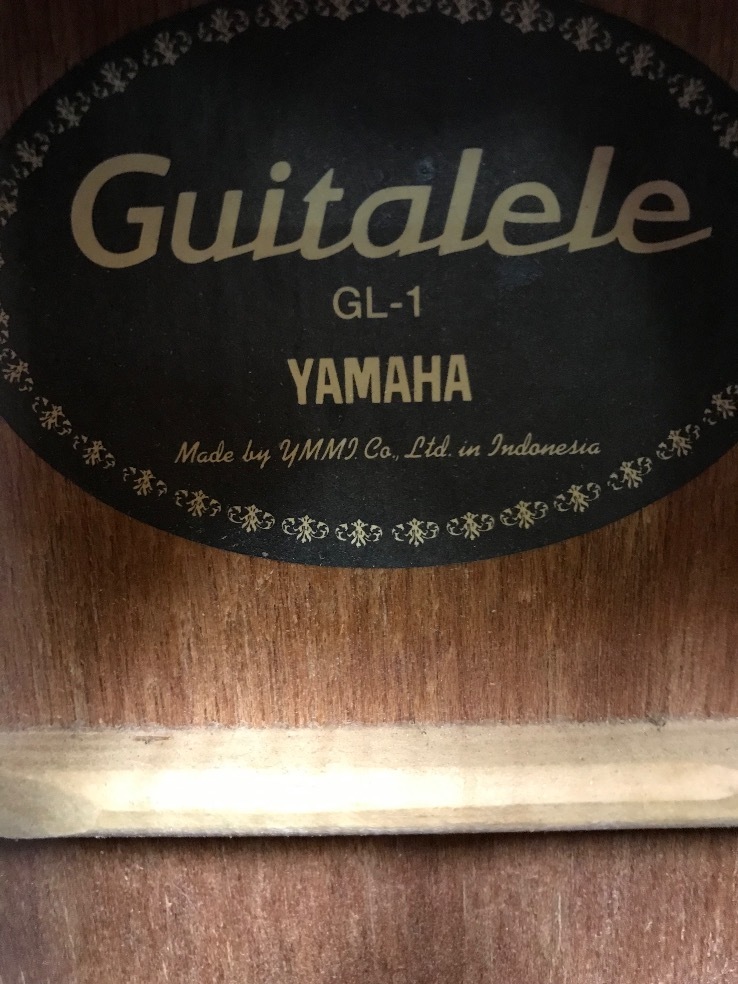 Guitalele
GL-1
YAMAHA
Made by YMMI. Co., Ltd. in Indonesia